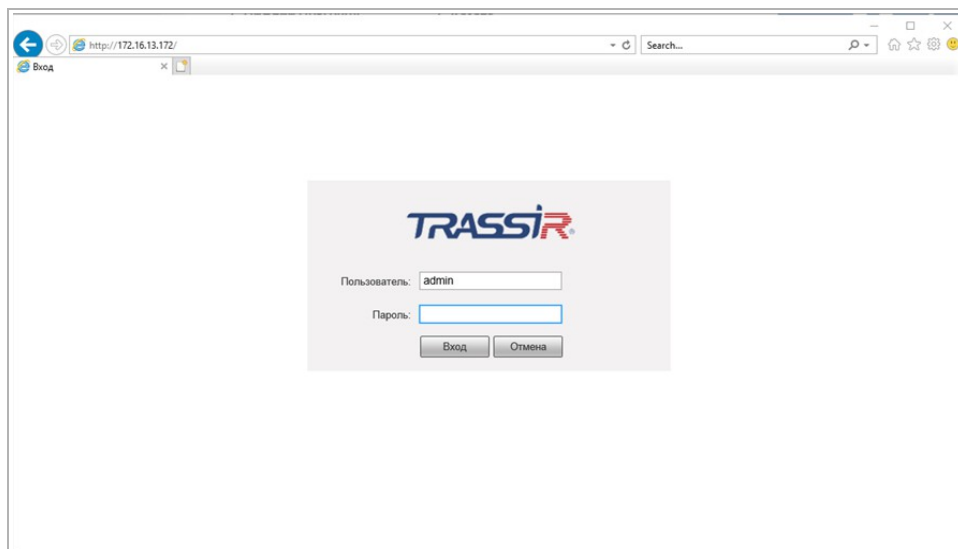 http://172.16.13.172/
Search...
Вход
TRASSIR®
Пользователь: admin
Пароль:
Вход Отмена